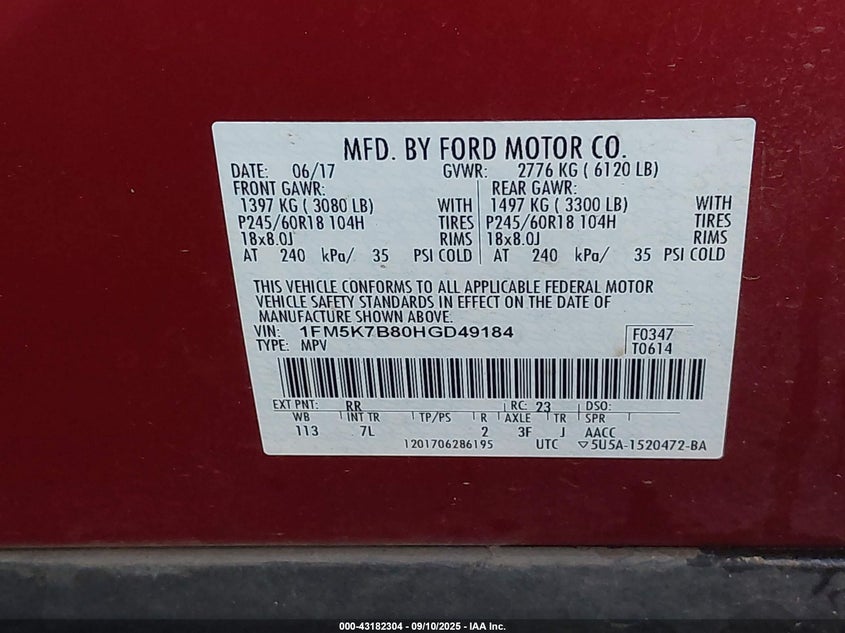 MFD. BY FORD MOTOR CO.
DATE: 06/17 GVWR: 2776 KG ( 6120 LB)
FRONT GAWR: REAR GAWR:
1397 KG ( 3080 LB) WITH 1497 KG ( 3300 LB) WITH
P245/60R18 104H TIRES P245/60R18 104H TIRES
18x8.0J RIMS 18x8.0J RIMS
AT 240 kPa/ 35 PSI COLD AT 240 kPa/ 35 PSI COLD
THIS VEHICLE CONFORMS TO ALL APPLICABLE FEDERAL MOTOR
VEHICLE SAFETY STANDARDS IN EFFECT ON THE DATE OF
MANUFACTURE SHOWN ABOVE.
VIN: 1FM5K7B80HGD49184 F0347
TYPE: MPV T0614
EXT PNT: RR RC: 23 DSO:
WB INT TR TP/PS R AXLE TR SPR
113 7L 2 3F J AACC
1201706286195 UTC ▽5U5A-1520472-BA
000-43182304 - 09/10/2025 - IAA Inc.